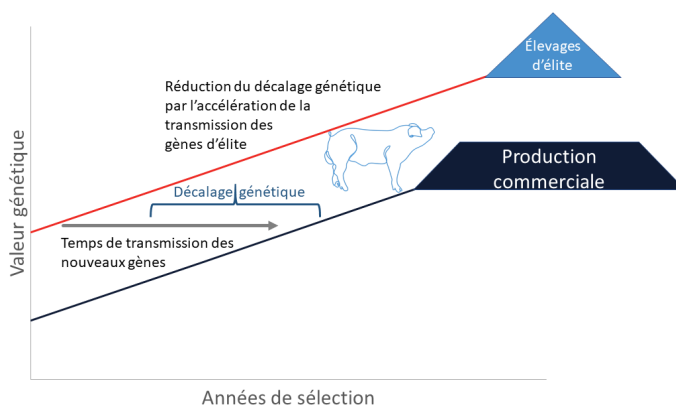 Élevages
d'élite
Réduction du décalage génétique
par l'accélération de la
transmission des
gènes d'élite
Production
commerciale
Décalage génétique
Temps de transmission des
nouveaux gènes
Valeur génétique
Années de sélection